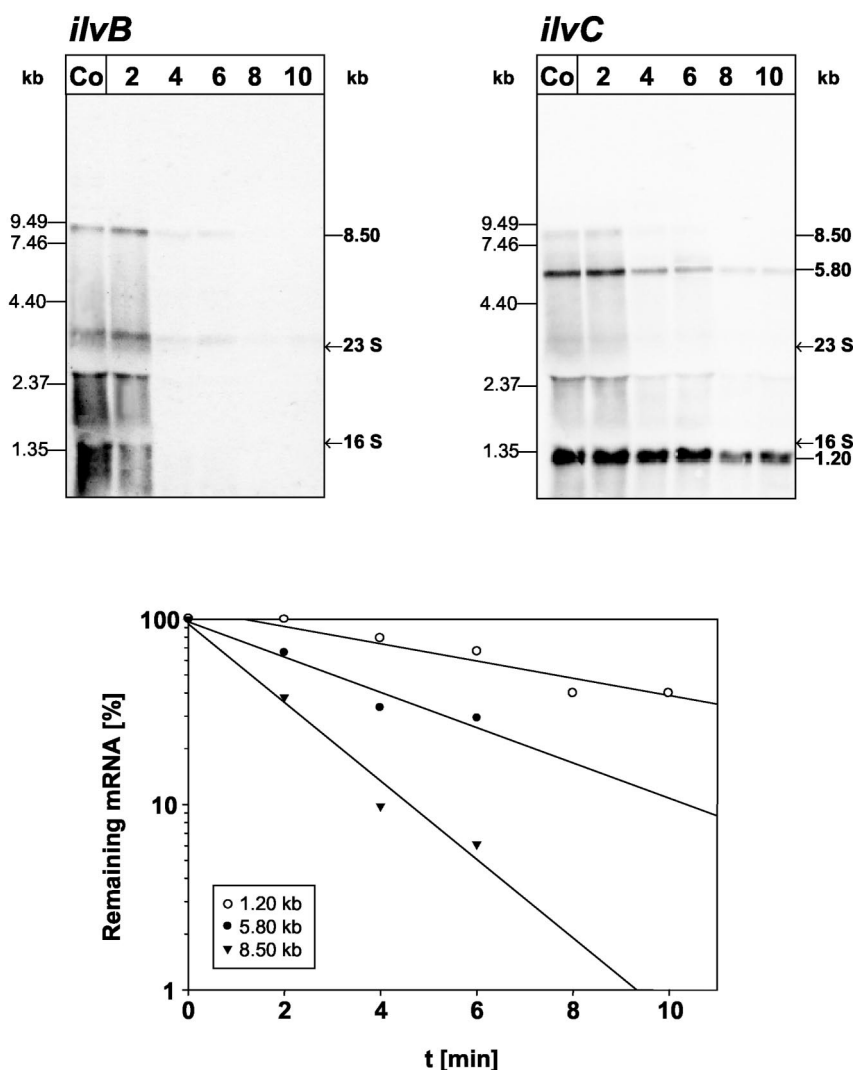 ilvB
kb Co 2 4 6 8 10 kb
9.49
7.46
4.40
2.37
1.35
8.50
←23 S
←16 S
ilvC
Co 2 4 6 8 10 kb
9.49
7.46
4.40
2.37
1.35
8.50
5.80
←23 S
16 S
1.20
Remaining mRNA [%]
100
10
1
1.20 kb
5.80 kb
8.50 kb
0 2 4 6 8 10
t [min]